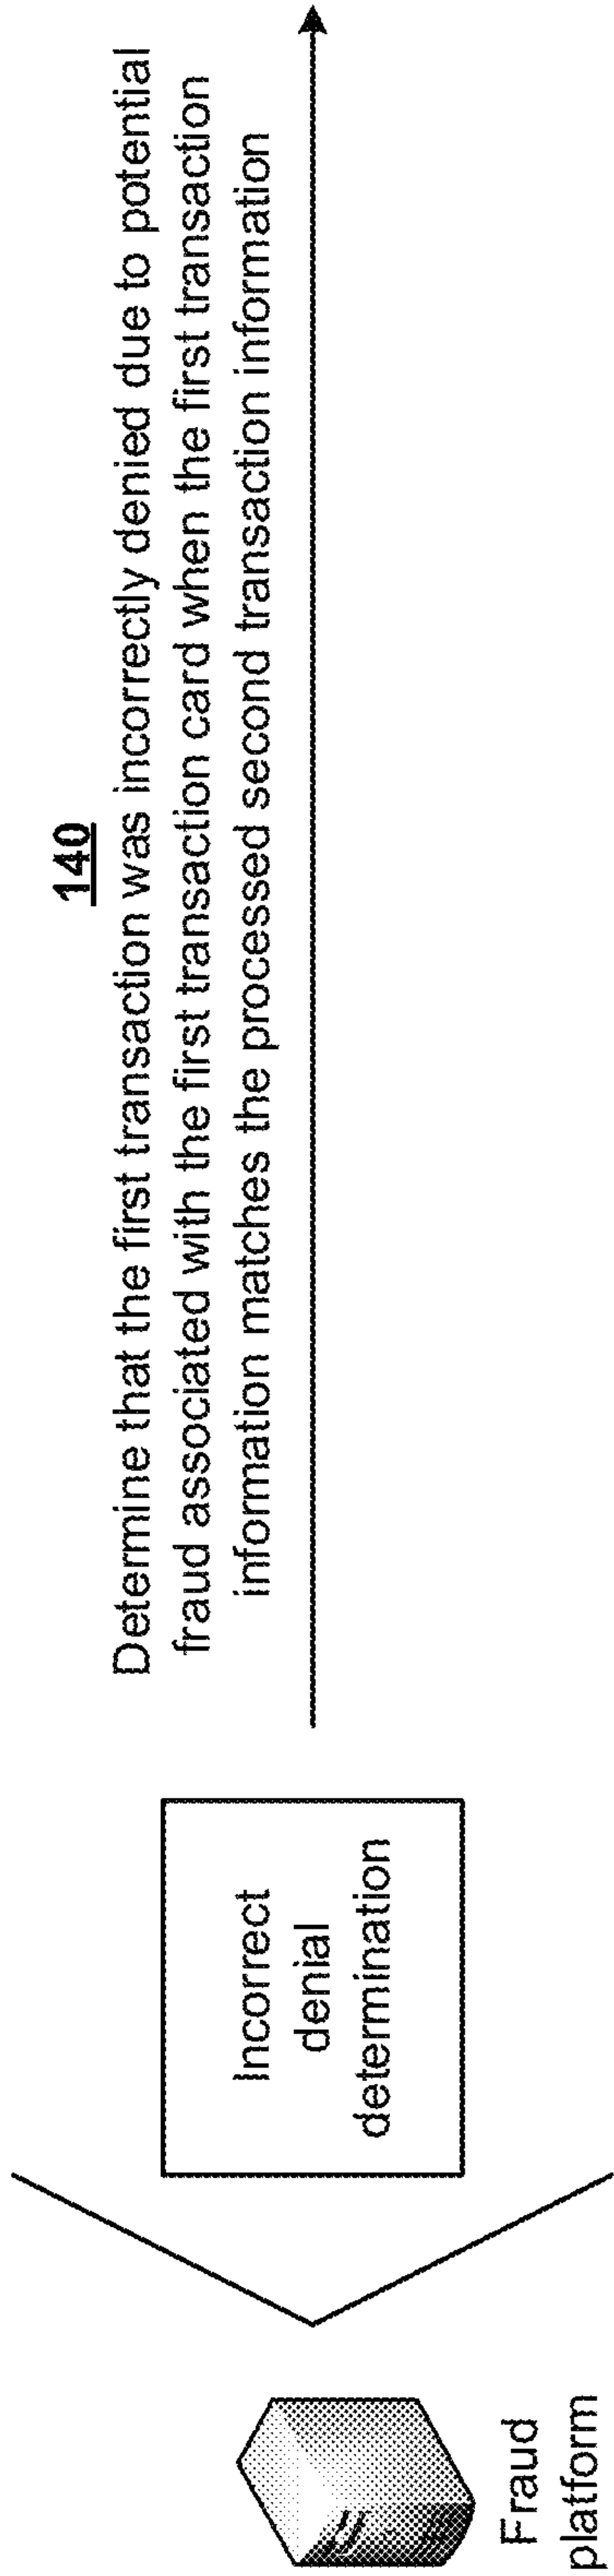 140
Determine that the first transaction was incorrectly denied due to potential
fraud associated with the first transaction card when the first transaction
information matches the processed second transaction information
Incorrect
denial
determination
Fraud
platform